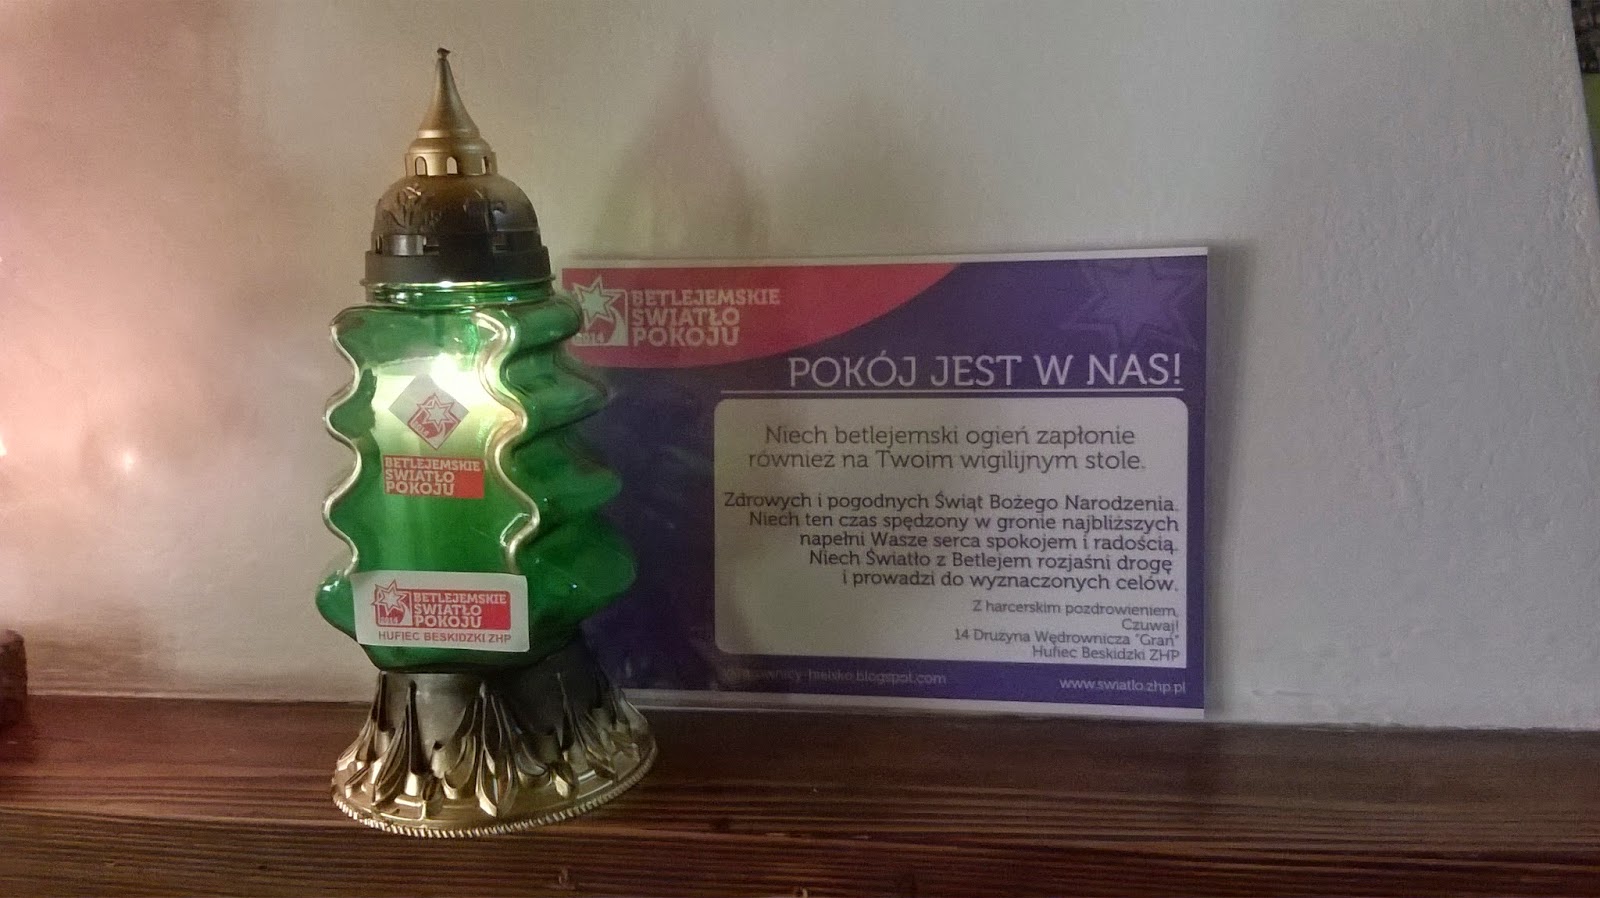 BETLEJEMSKIE
ŚWIATŁO
POKOJU
BETLEJEMSKIE
ŚWIATŁO
POKOJU
HUFIEC BESKIDZKI ZHP
BETLEJEMSKIE
ŚWIATŁO
POKOJU
2014
POKÓJ JEST W NAS!
Niech betlejemski ogień zapłonie
również na Twoim wigilijnym stole.
Zdrowych i pogodnych Świąt Bożego Narodzenia.
Niech ten czas spędzony w gronie najbliższych
napełni Wasze serca spokojem i radością.
Niech Światło z Betlejem rozjaśni drogę
i prowadzi do wyznaczonych celów.
Z harcerskim pozdrowieniem,
Czuwaj!
14 Drużyna Wędrownicza "Grań"
Hufiec Beskidzki ZHP
www.swiatlo.zhp.pl